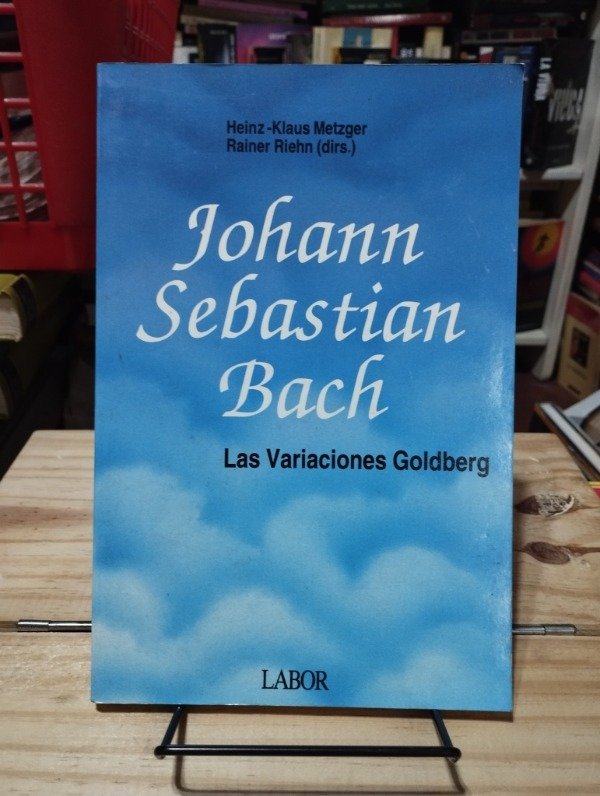 Heinz-Klaus Metzger
Rainer Riehn (dirs.)
Johann
Sebastian
Bach
Las Variaciones Goldberg
LABOR